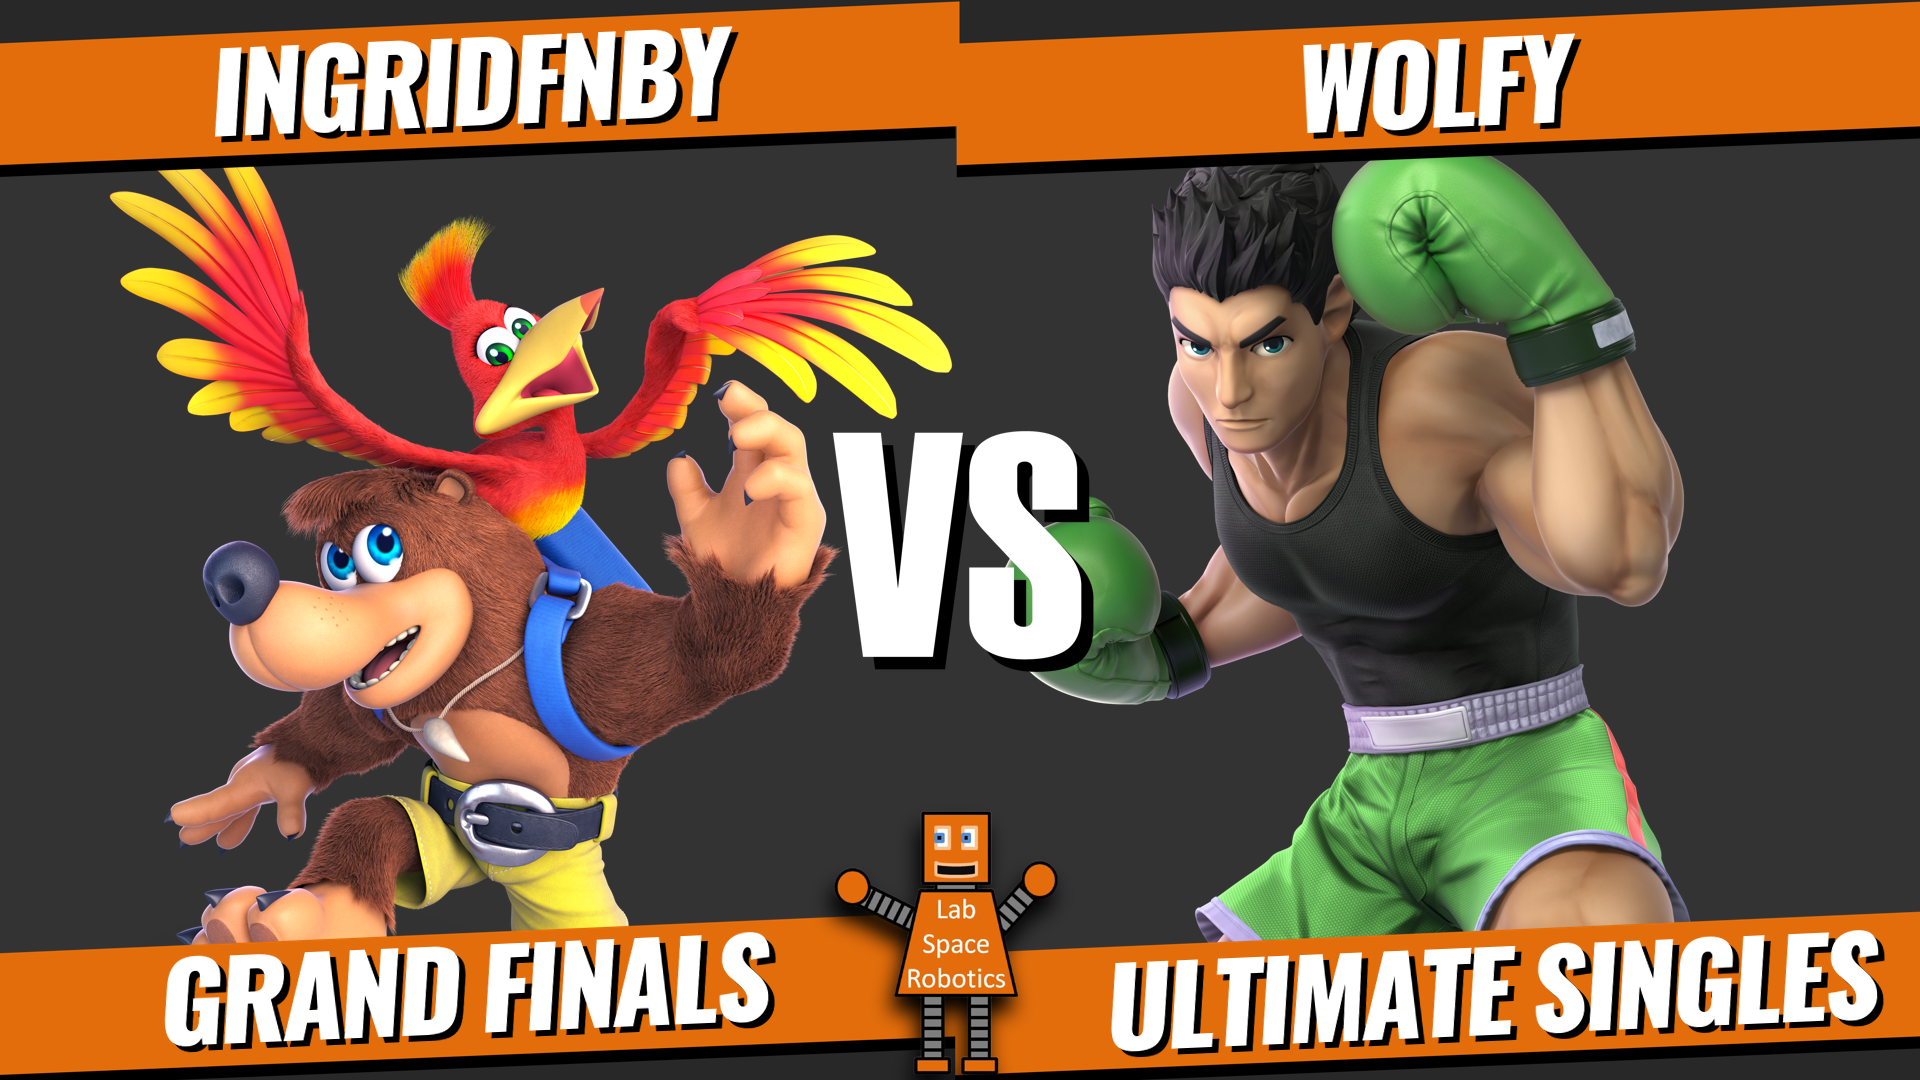 INGRIDFNBY
WOLFY
VS
Lab
Space
Robotics
GRAND FINALS
ULTIMATE SINGLES